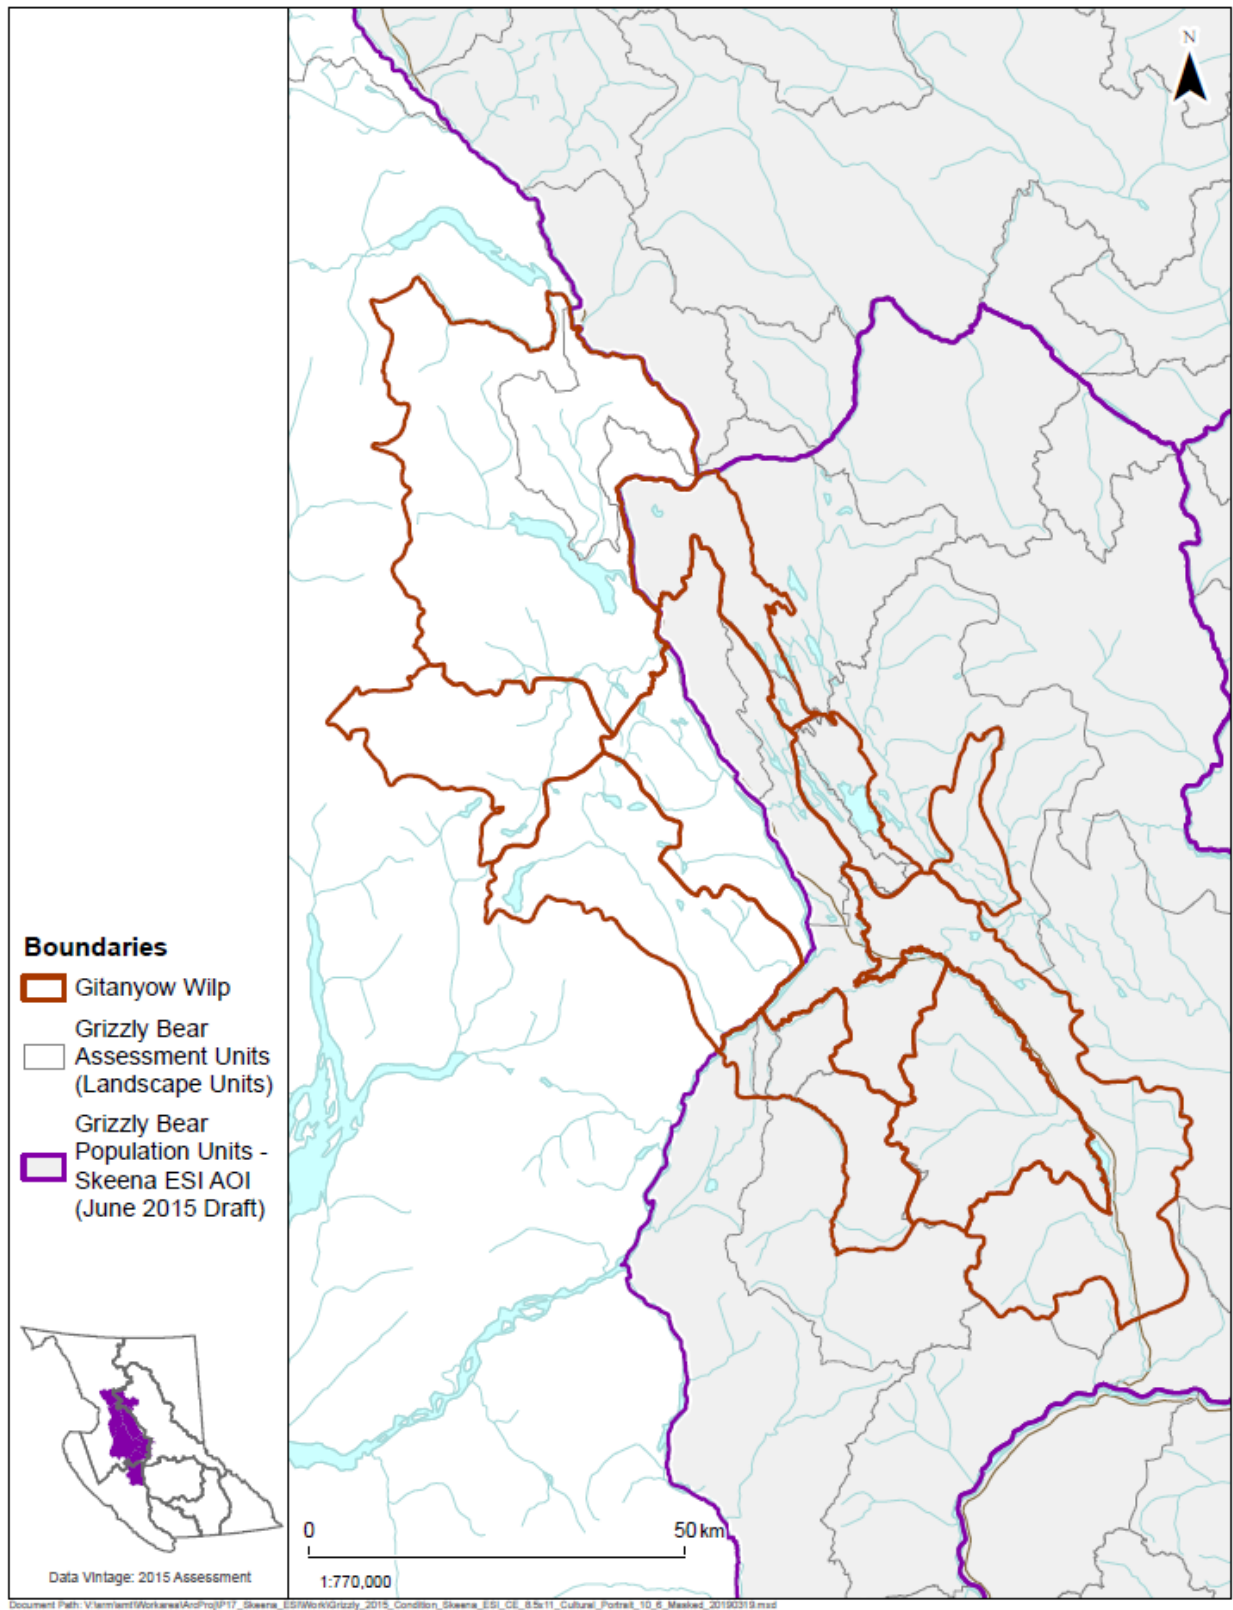 N
Boundaries
Gitanyow Wilp
Grizzly Bear
Assessment Units
(Landscape Units)
Grizzly Bear
Population Units -
Skeena ESI AOI
(June 2015 Draft)
0 50 km
1:770,000
Data Vintage: 2015 Assessment